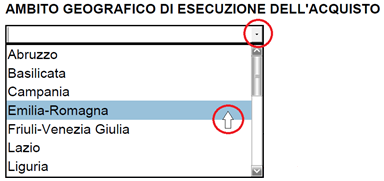 AMBITO GEOGRAFICO DI ESECUZIONE DELL'ACQUISTO
Abruzzo
Basilicata
Campania
Emilia-Romagna
Friuli-Venezia Giulia
Lazio
Liguria